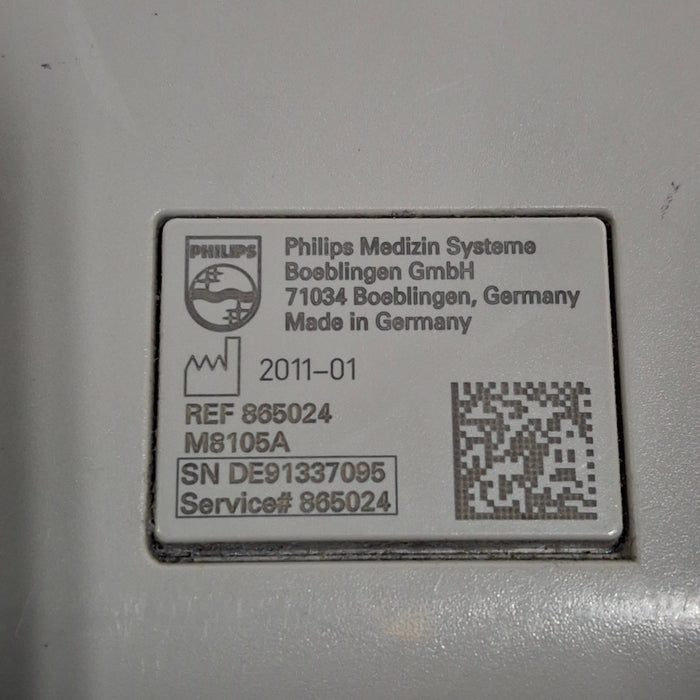 PHILIPS
Philips Medizin Systeme
Boeblingen GmbH
71034 Boeblingen, Germany
Made in Germany
2011-01
REF 865024
M8105A
SN DE91337095
Service# 865024